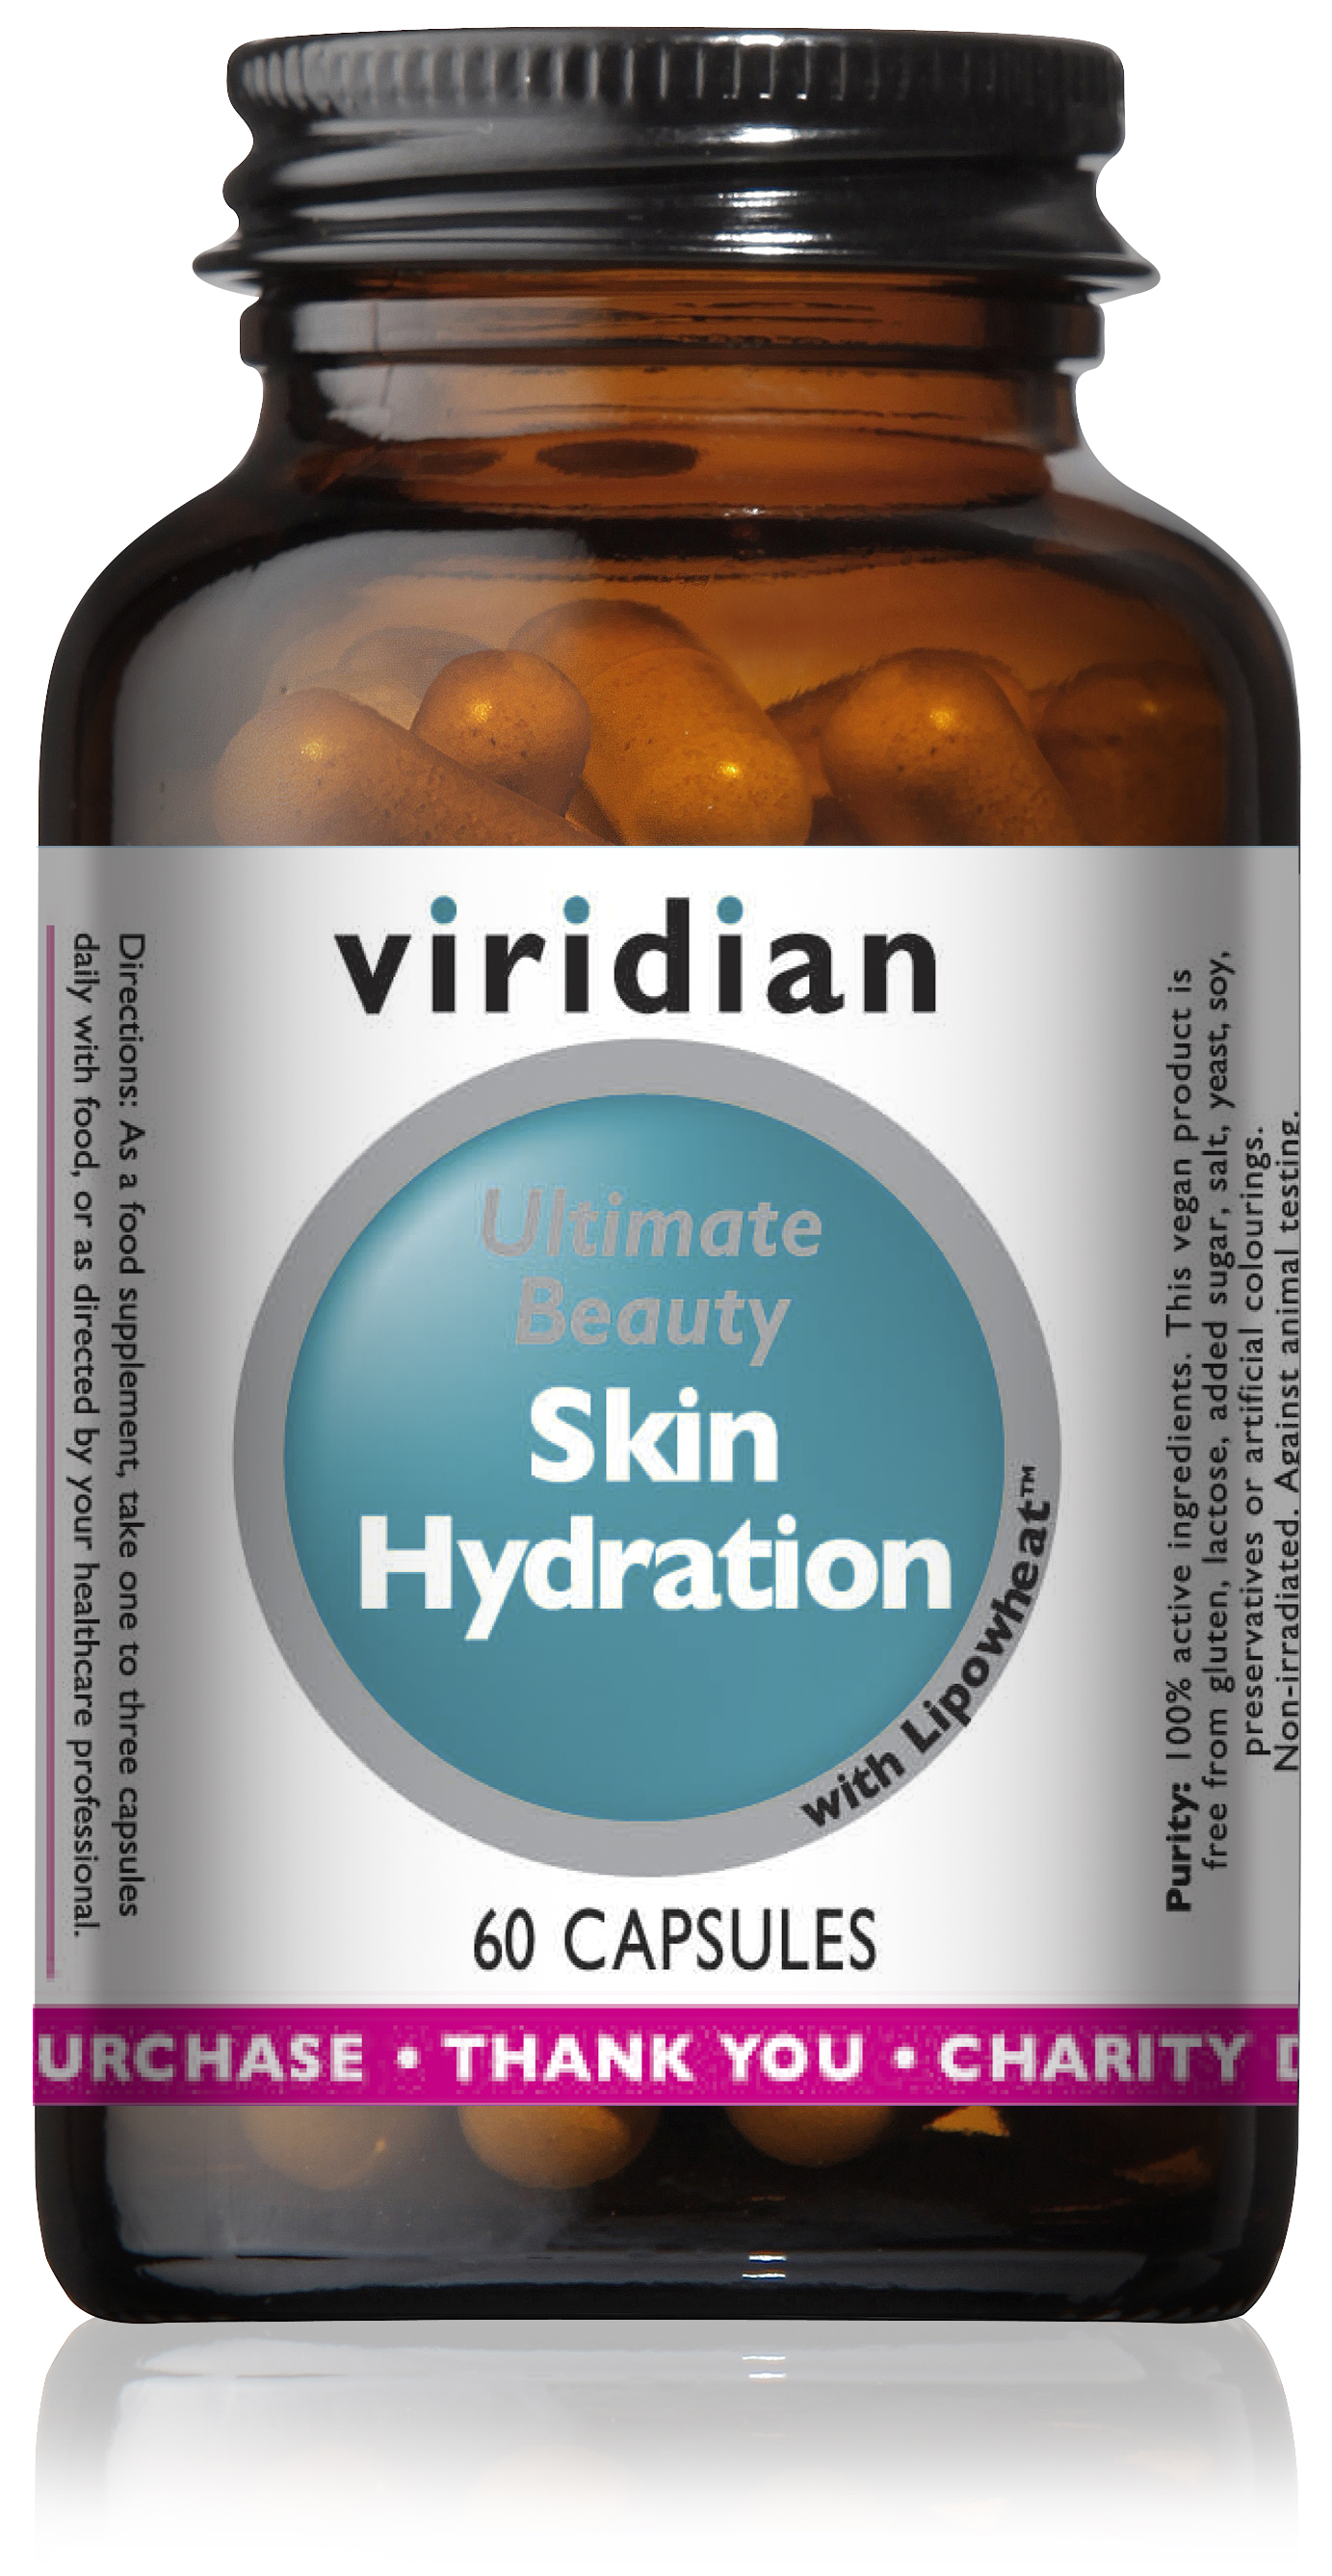 viridian
Ultimate
Beauty
Skin
Hydration
with Lipowheat™
60 CAPSULES
Directions: As a food supplement, take one to three capsules
daily with food, or as directed by your healthcare professional.
Purity: 100% active ingredients. This vegan product is
free from gluten, lactose, added sugar, salt, yeast, soy,
preservatives or artificial colourings.
Non-irradiated. Against animal testing.
URCHASE • THANK YOU • CHARITY D